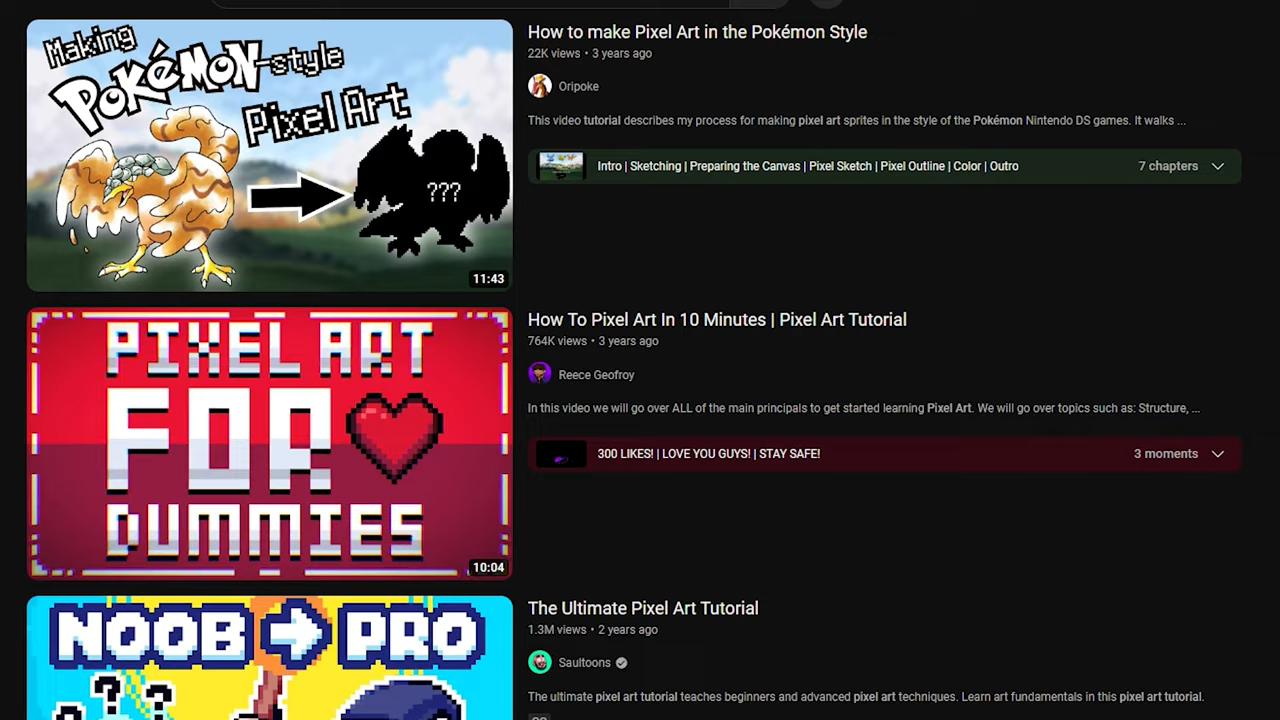 Making
POKéMON-style
Pixel Art
???
11:43
How to make Pixel Art in the Pokémon Style
22K views • 3 years ago
Oripoke
This video tutorial describes my process for making pixel art sprites in the style of the Pokémon Nintendo DS games. It walks ...
Intro | Sketching | Preparing the Canvas | Pixel Sketch | Pixel Outline | Color | Outro
7 chapters
PIXEL ART
FOR
DUMMIES
10:04
How To Pixel Art In 10 Minutes | Pixel Art Tutorial
764K views • 3 years ago
Reece Geofroy
In this video we will go over ALL of the main principals to get started learning Pixel Art. We will go over topics such as: Structure, ...
300 LIKES! | LOVE YOU GUYS! | STAY SAFE!
3 moments
NOOB PRO
? ?
The Ultimate Pixel Art Tutorial
1.3M views • 2 years ago
Saultoons
The ultimate pixel art tutorial teaches beginners and advanced pixel art techniques. Learn art fundamentals in this pixel art tutorial.